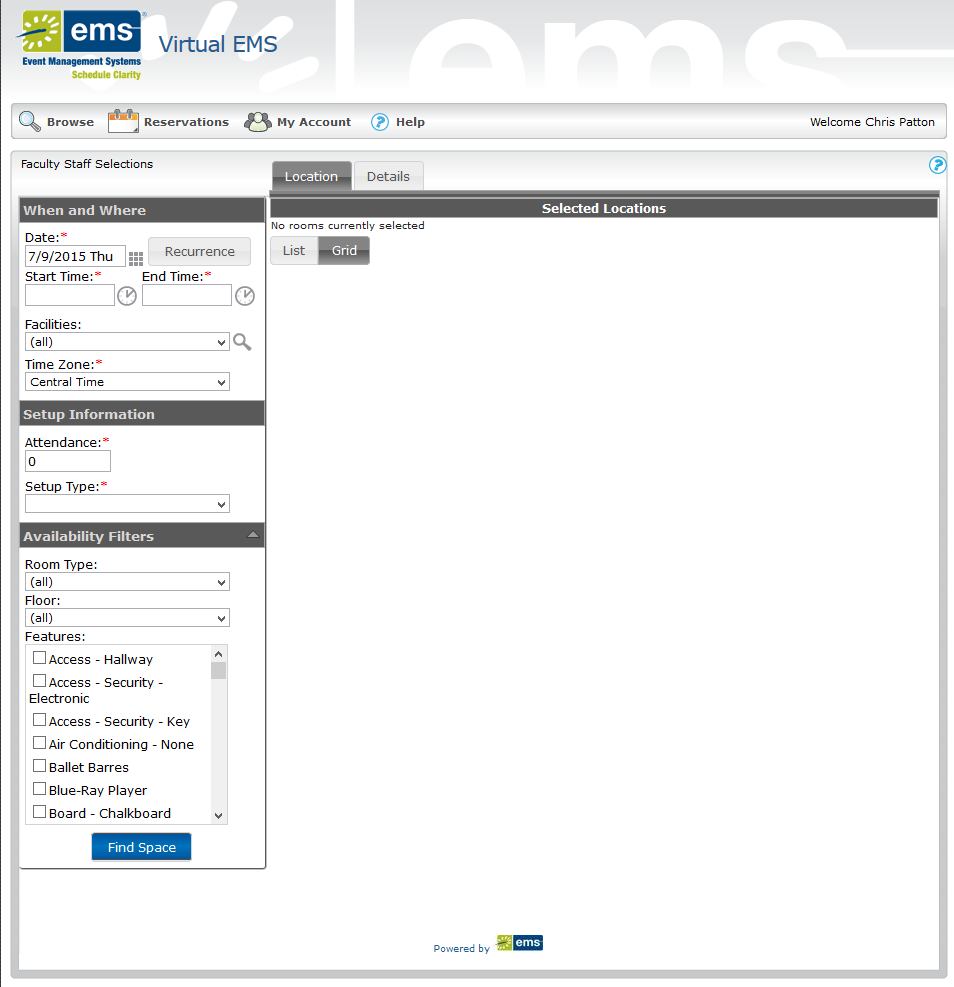 ems®
Event Management Systems
Schedule Clarity
Virtual EMS
ems
Browse
Reservations
My Account
Help
Welcome Chris Patton
Faculty Staff Selections
Location
Details
When and Where
Date:*
7/9/2015 Thu
Recurrence
Start Time:* End Time:*
Facilities:
(all)
Time Zone:*
Central Time
Setup Information
Attendance:*
0
Setup Type:*
Availability Filters
Room Type:
(all)
Floor:
(all)
Features:
Access - Hallway
Access - Security -
Electronic
Access - Security - Key
Air Conditioning - None
Ballet Barres
Blue-Ray Player
Board - Chalkboard
Find Space
Selected Locations
No rooms currently selected
List
Grid
Powered by ems